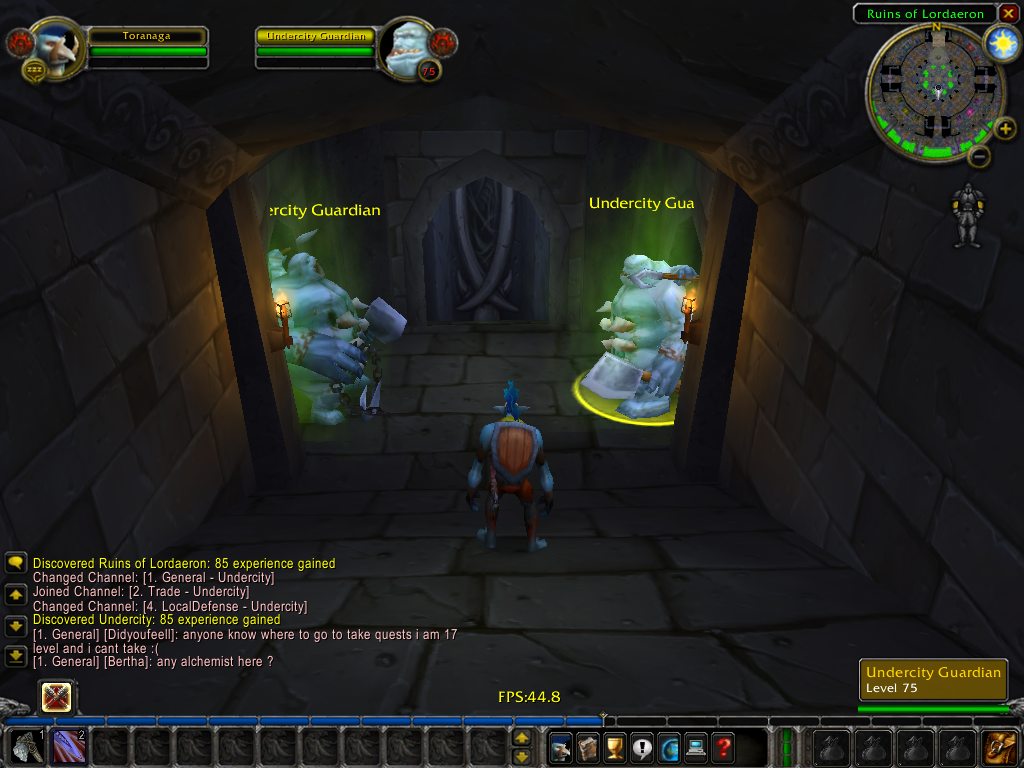 Ruins of Lordaeron
Toranaga
Undercity Guardian
N
zzz
75
ercity Guardian
Undercity Gua
Discovered Ruins of Lordaeron: 85 experience gained
Changed Channel: [1. General - Undercity]
Joined Channel: [2. Trade - Undercity]
Changed Channel: [4. LocalDefense - Undercity]
Discovered Undercity: 85 experience gained
[1. General] [Didyoufeell]: anyone know where to go to take quests i am 17
level and i cant take :(
[1. General] [Bertha]: any alchemist here ?
Undercity Guardian
Level 75
FPS:44.8
1
2